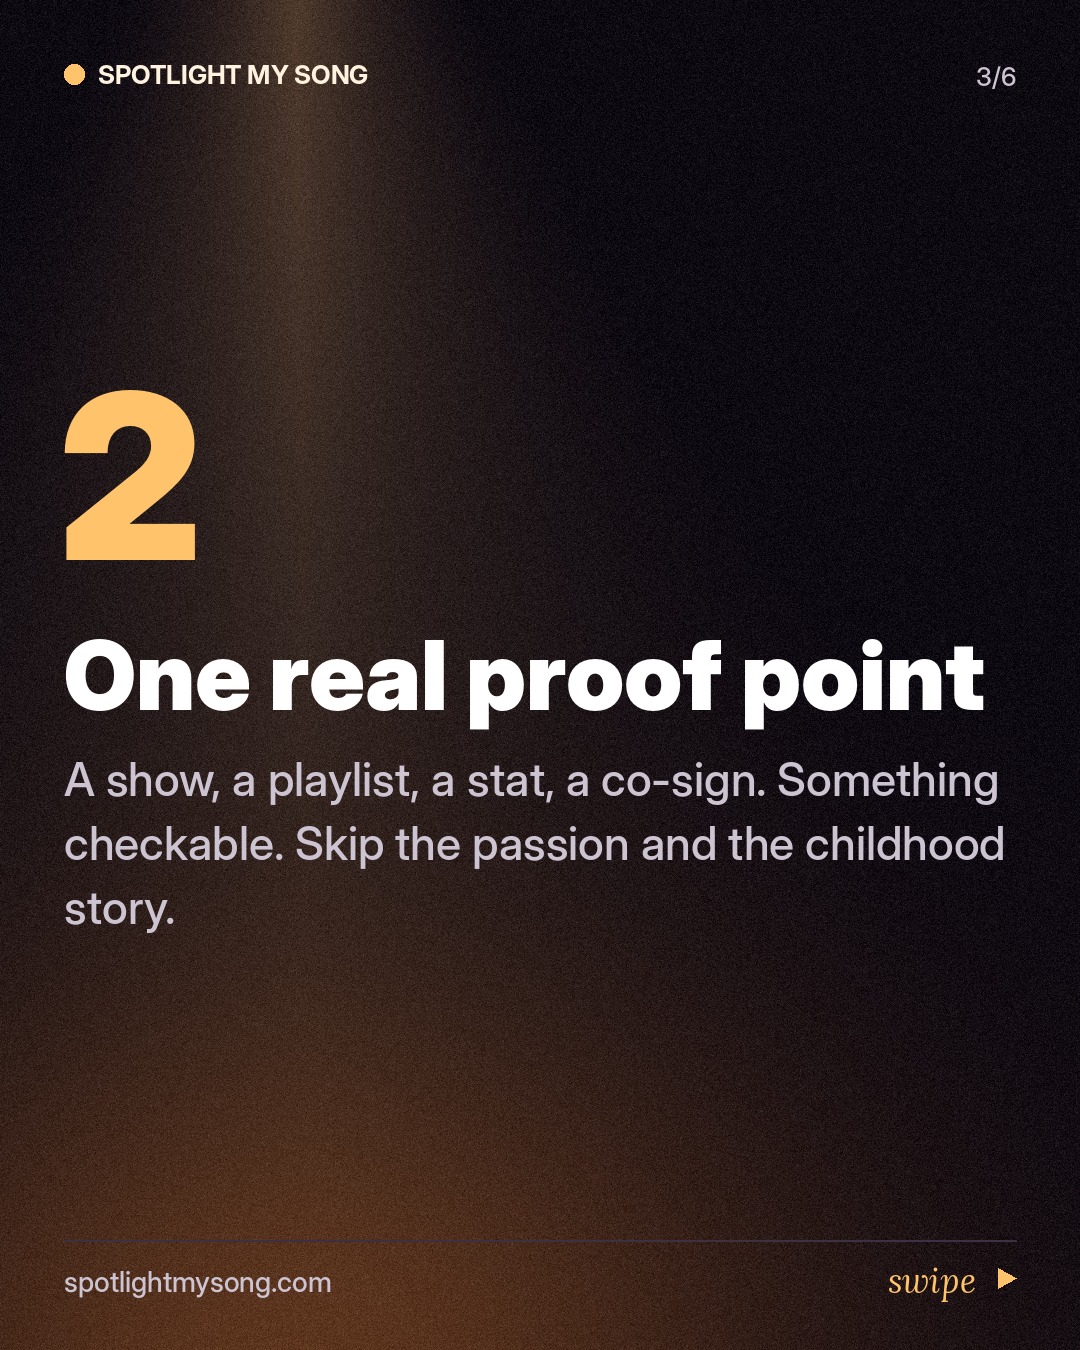 SPOTLIGHT MY SONG
3/6
2
One real proof point
A show, a playlist, a stat, a co-sign. Something
checkable. Skip the passion and the childhood
story.
spotlightmysong.com
swipe